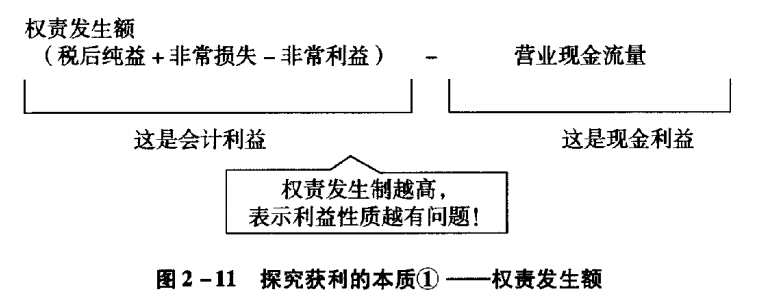 权责发生额
（税后纯益+非常损失-非常利益） - 营业现金流量
这是会计利益 这是现金利益
权责发生制越高，
表示利益性质越有问题！
图2-11 探究获利的本质① ——权责发生额